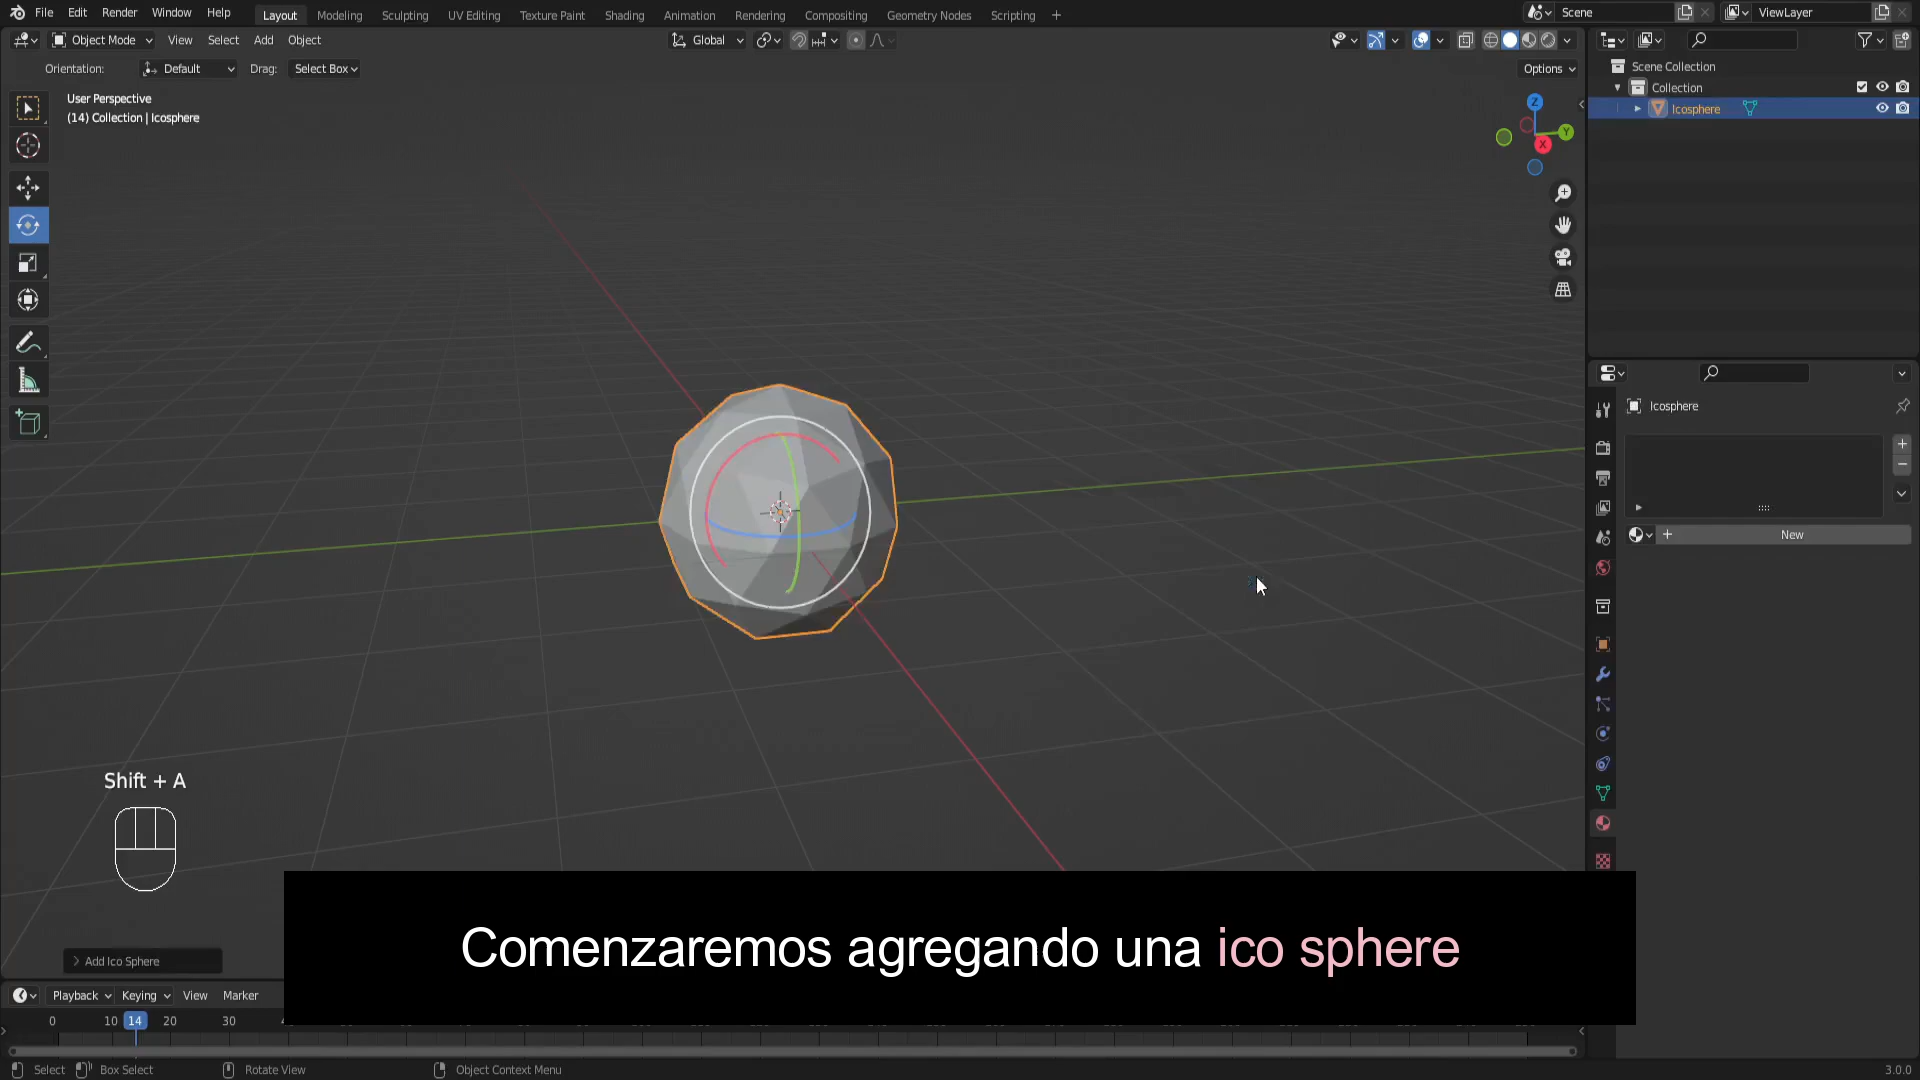 File Edit Render Window Help Layout Modeling Sculpting UV Editing Texture Paint Shading Animation Rendering Compositing Geometry Nodes Scripting + Scene ViewLayer
Object Mode View Select Add Object Global
Orientation: Default Drag: Select Box Options
User Perspective
(14) Collection | Icosphere
Z
Y
X
Scene Collection
Collection
Icosphere
Icosphere
+ New
Shift + A
Comenzaremos agregando una ico sphere
Add Ico Sphere
Playback Keying View Marker
0 10 14 20 30
Select Box Select Rotate View Object Context Menu 3.0.0